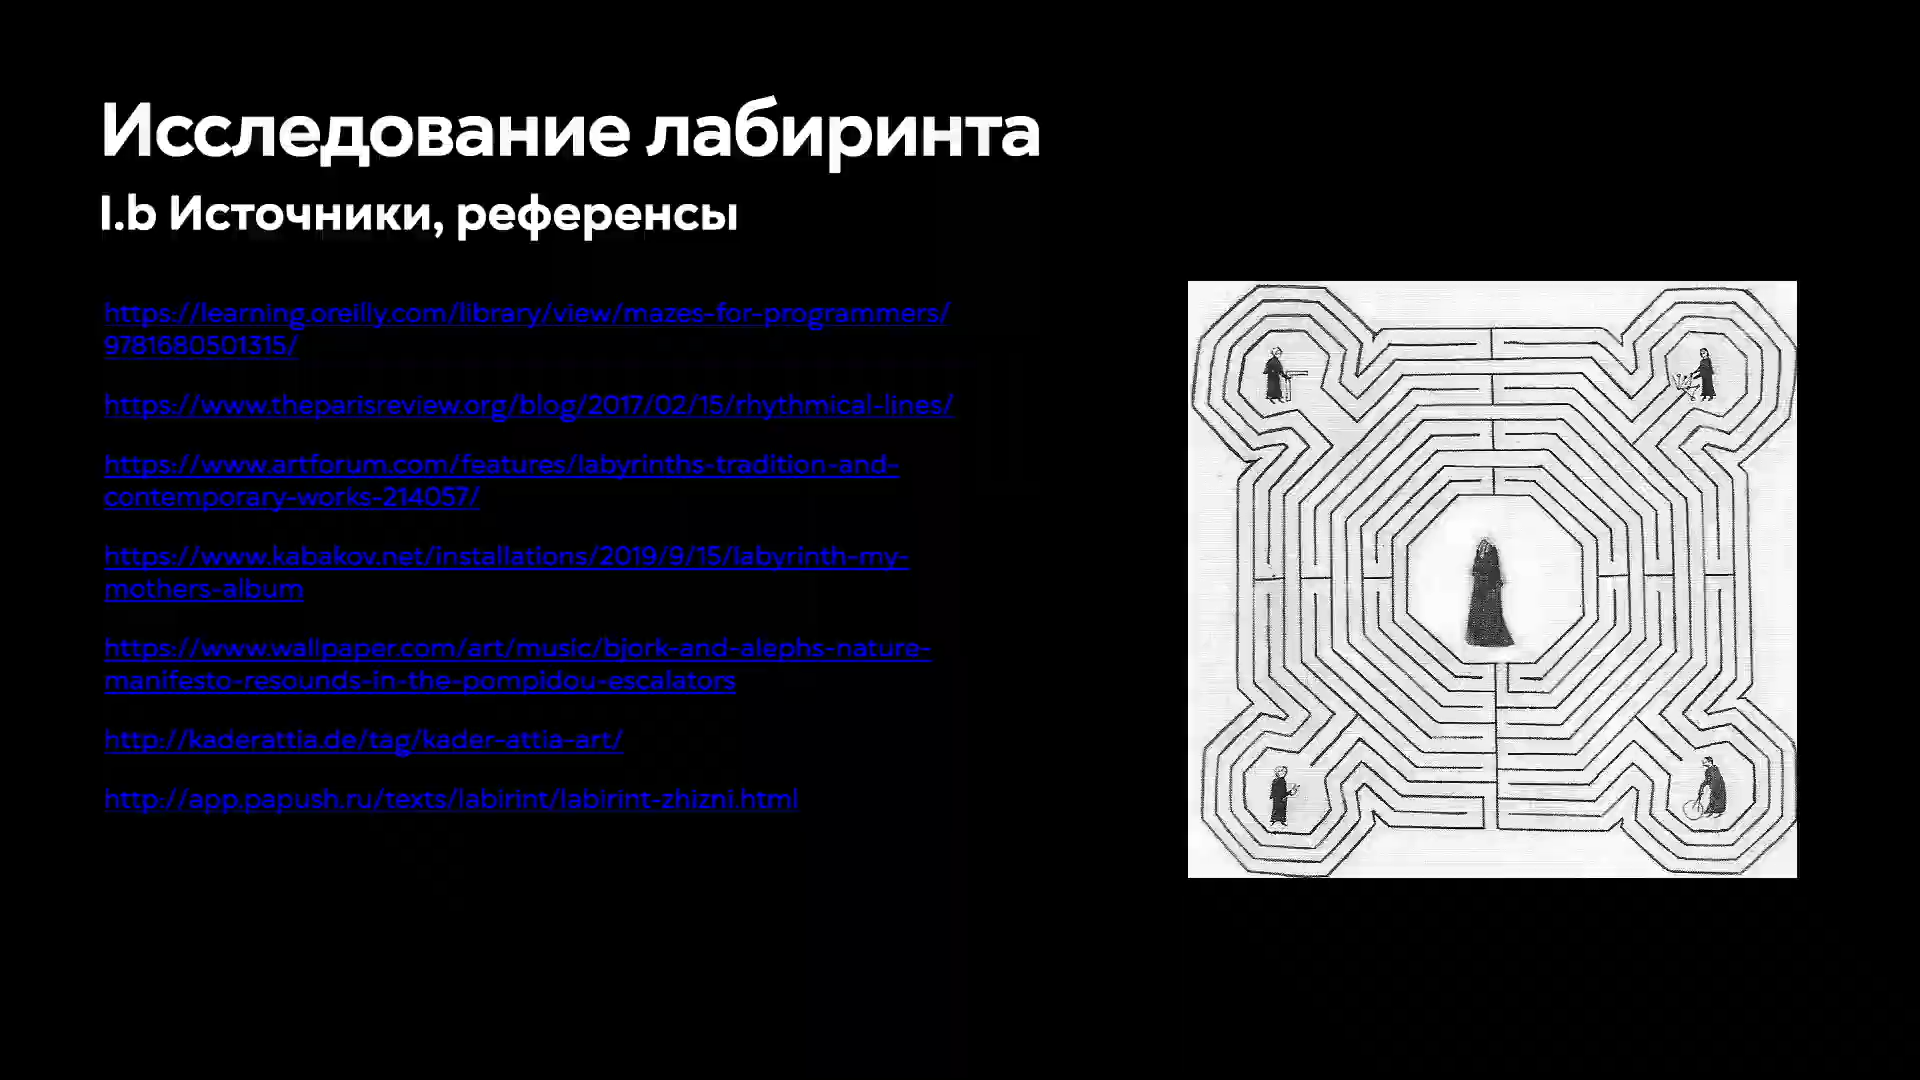 Исследование лабиринта
I.b Источники, референсы
https://learning.oreilly.com/library/view/mazes-for-programmers/
9781680501315/
https://www.theparisreview.org/blog/2017/02/15/rhythmical-lines/
https://www.artforum.com/features/labyrinths-tradition-and-
contemporary-works-214057/
https://www.kabakov.net/installations/2019/9/15/labyrinth-my-
mothers-album
https://www.wallpaper.com/art/music/bjork-and-alephs-nature-
manifesto-resounds-in-the-pompidou-escalators
http://kaderattia.de/tag/kader-attia-art/
http://app.papush.ru/texts/labirint/labirint-zhizni.html